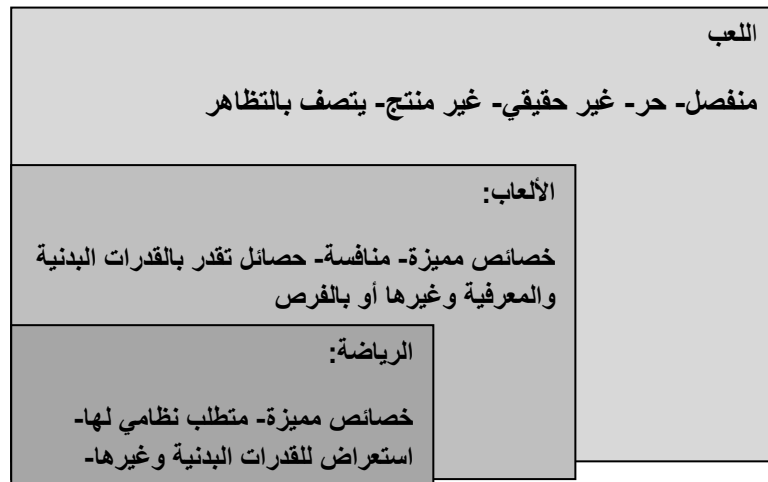 اللعب
منفصل- حر- غير حقيقي- غير منتج- يتصف بالتظاهر
الألعاب:
خصائص مميزة- منافسة- حصائل تقدر بالقدرات البدنية
والمعرفية وغيرها أو بالفرص
الرياضة:
خصائص مميزة- متطلب نظامي لها-
استعراض للقدرات البدنية وغيرها-